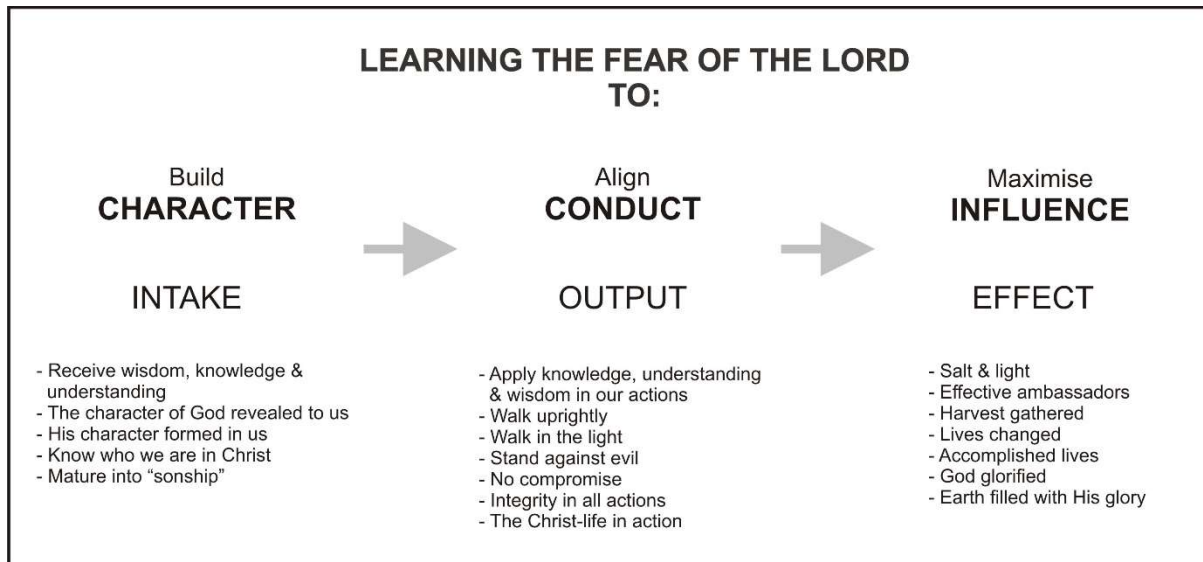 LEARNING THE FEAR OF THE LORD
TO:
Build
CHARACTER
INTAKE
- Receive wisdom, knowledge &
understanding
- The character of God revealed to us
- His character formed in us
- Know who we are in Christ
- Mature into “sonship”
Align
CONDUCT
OUTPUT
- Apply knowledge, understanding
& wisdom in our actions
- Walk uprightly
- Walk in the light
- Stand against evil
- No compromise
- Integrity in all actions
- The Christ-life in action
Maximise
INFLUENCE
EFFECT
- Salt & light
- Effective ambassadors
- Harvest gathered
- Lives changed
- Accomplished lives
- God glorified
- Earth filled with His glory